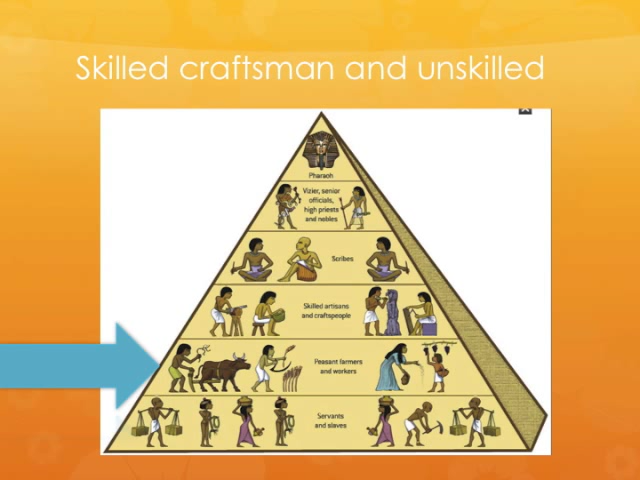 Skilled craftsman and unskilled
Pharaoh
Vizier, senior
officials,
high priests
and nobles
Scribes
Skilled artisans
and craftspeople
Peasant farmers
and workers
Servants
and slaves